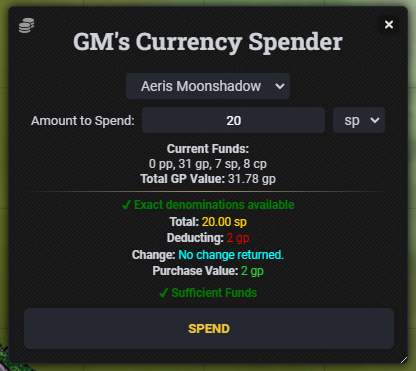 GM's Currency Spender
Aeris Moonshadow
Amount to Spend: 20 sp
Current Funds:
0 pp, 31 gp, 7 sp, 8 cp
Total GP Value: 31.78 gp
✓ Exact denominations available
Total: 20.00 sp
Deducting: 2 gp
Change: No change returned.
Purchase Value: 2 gp
✓ Sufficient Funds
SPEND